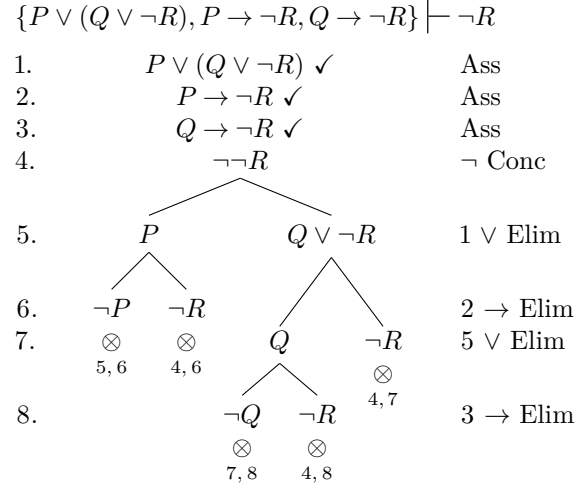 {P ∨ (Q ∨ ¬R), P → ¬R, Q → ¬R} ⊢ ¬R
1. P ∨ (Q ∨ ¬R) ✓ Ass
2. P → ¬R ✓ Ass
3. Q → ¬R ✓ Ass
4. ¬¬R ¬ Conc
5. P Q ∨ ¬R 1 ∨ Elim
6. ¬P ¬R 2 → Elim
7. ⊗ ⊗ Q ¬R 5 ∨ Elim
5, 6 4, 6 ⊗
4, 7
8. ¬Q ¬R 3 → Elim
⊗ ⊗
7, 8 4, 8